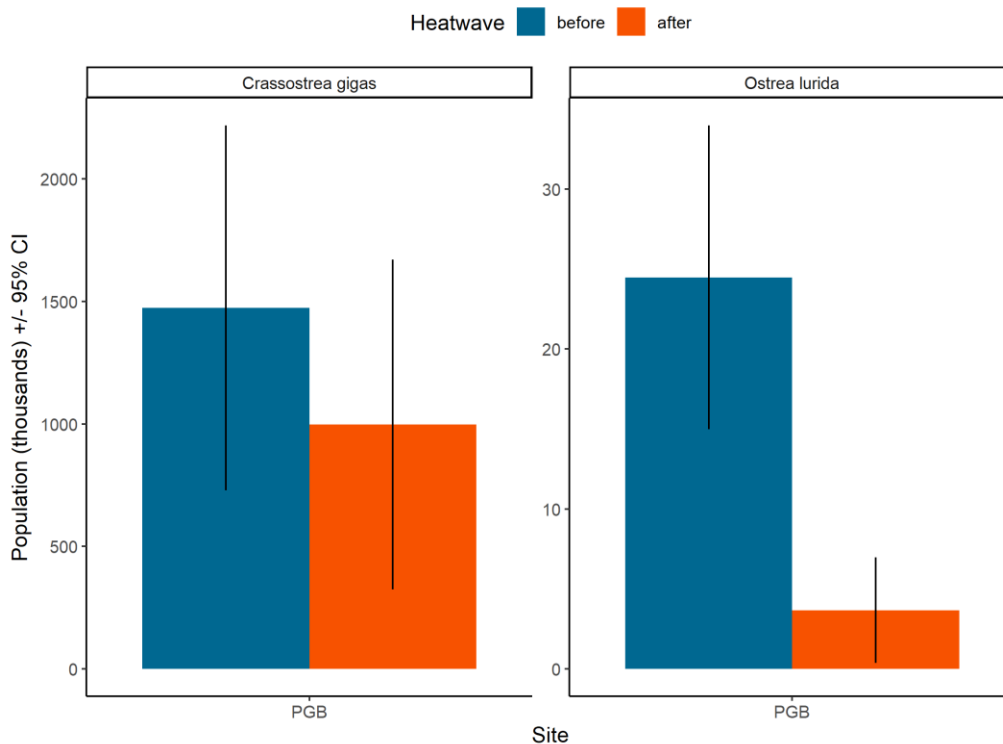 Heatwave before after
Crassostrea gigas
Ostrea lurida
Population (thousands) +/- 95% CI
2000
1500
1000
500
0
30
20
10
0
PGB
PGB
Site